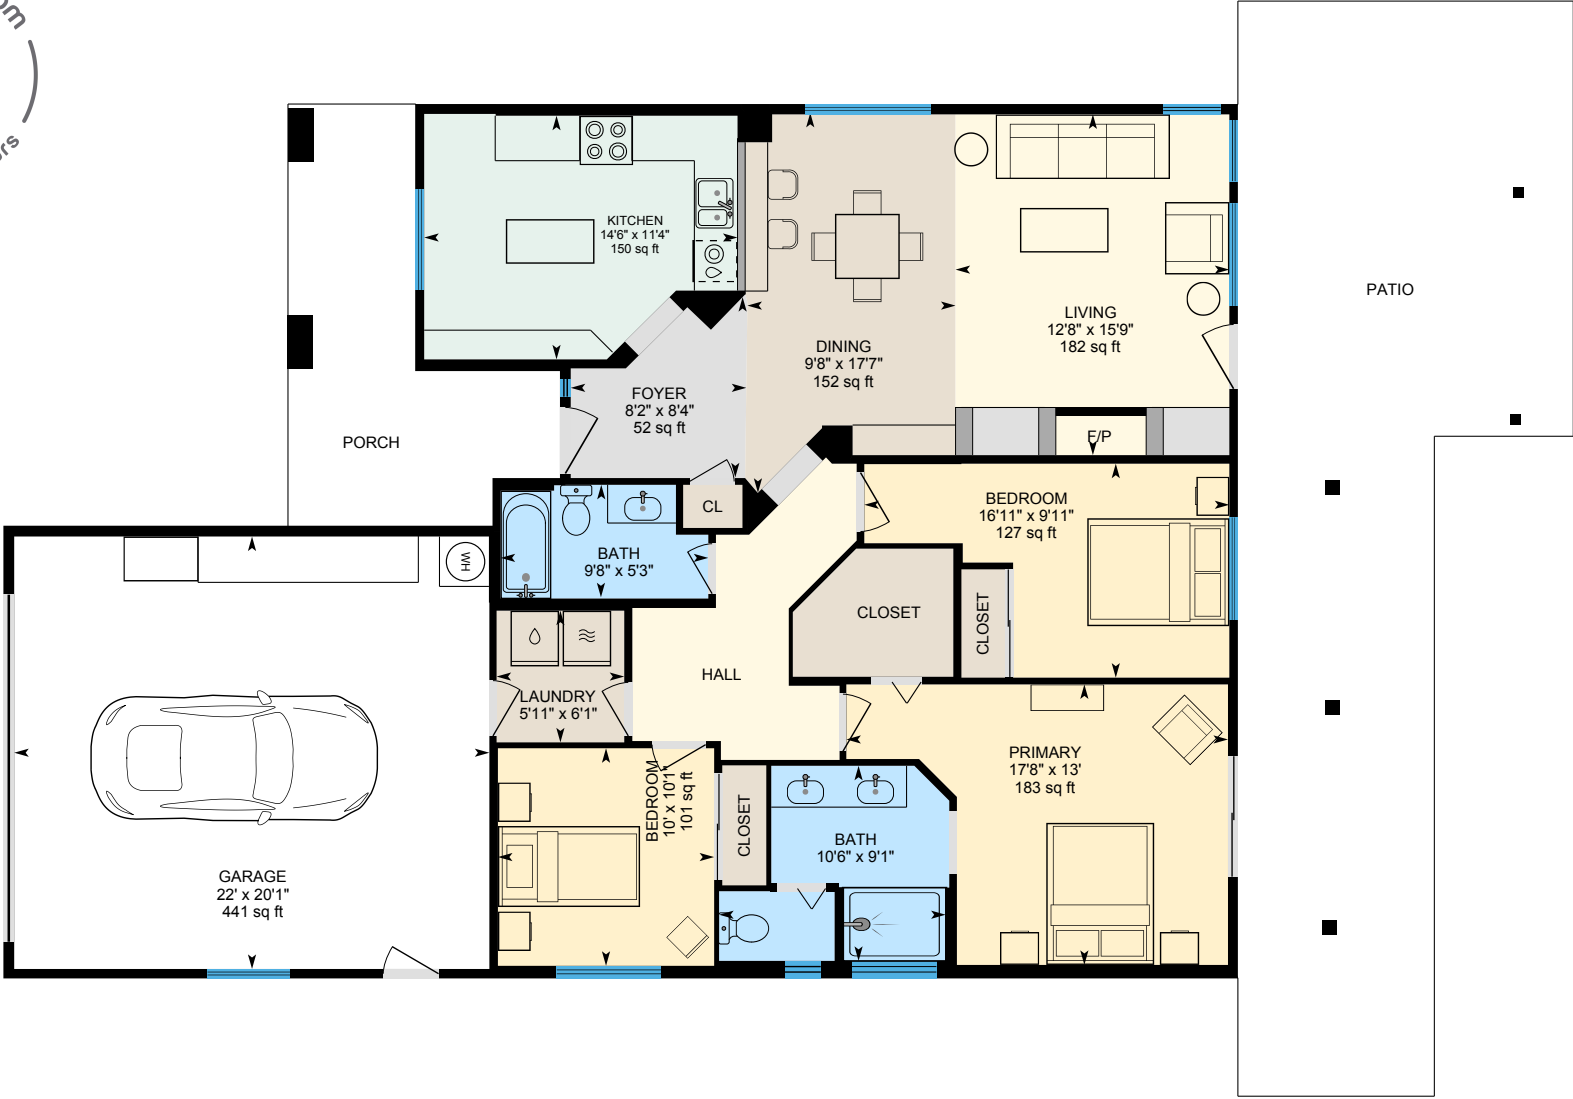 KITCHEN
14'6" x 11'4"
150 sq ft
PATIO
LIVING
12'8" x 15'9"
182 sq ft
DINING
9'8" x 17'7"
152 sq ft
FOYER
8'2" x 8'4"
52 sq ft
PORCH
F/P
CL
BEDROOM
16'11" x 9'11"
127 sq ft
WH
BATH
9'8" x 5'3"
CLOSET
CLOSET
HALL
LAUNDRY
5'11" x 6'1"
PRIMARY
17'8" x 13'
183 sq ft
BEDROOM
10' x 10'1"
101 sq ft
CLOSET
BATH
10'6" x 9'1"
GARAGE
22' x 20'1"
441 sq ft